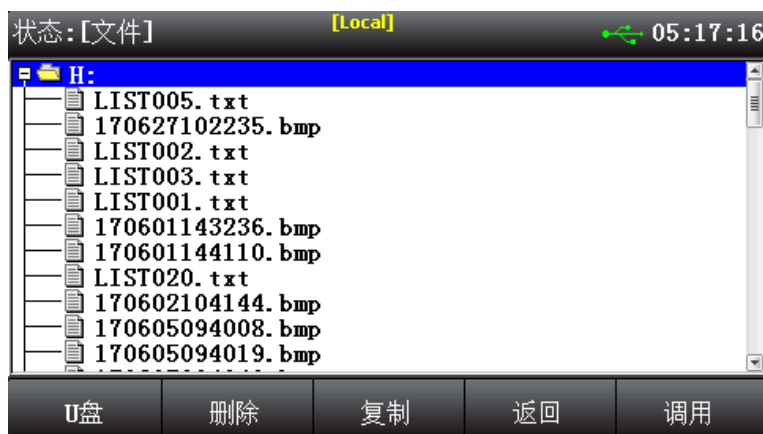 状态:[文件]
[Local]
05:17:16
H:
LIST005.txt
170627102235.bmp
LIST002.txt
LIST003.txt
LIST001.txt
170601143236.bmp
170601144110.bmp
LIST020.txt
170602104144.bmp
170605094008.bmp
170605094019.bmp
U盘
删除
复制
返回
调用